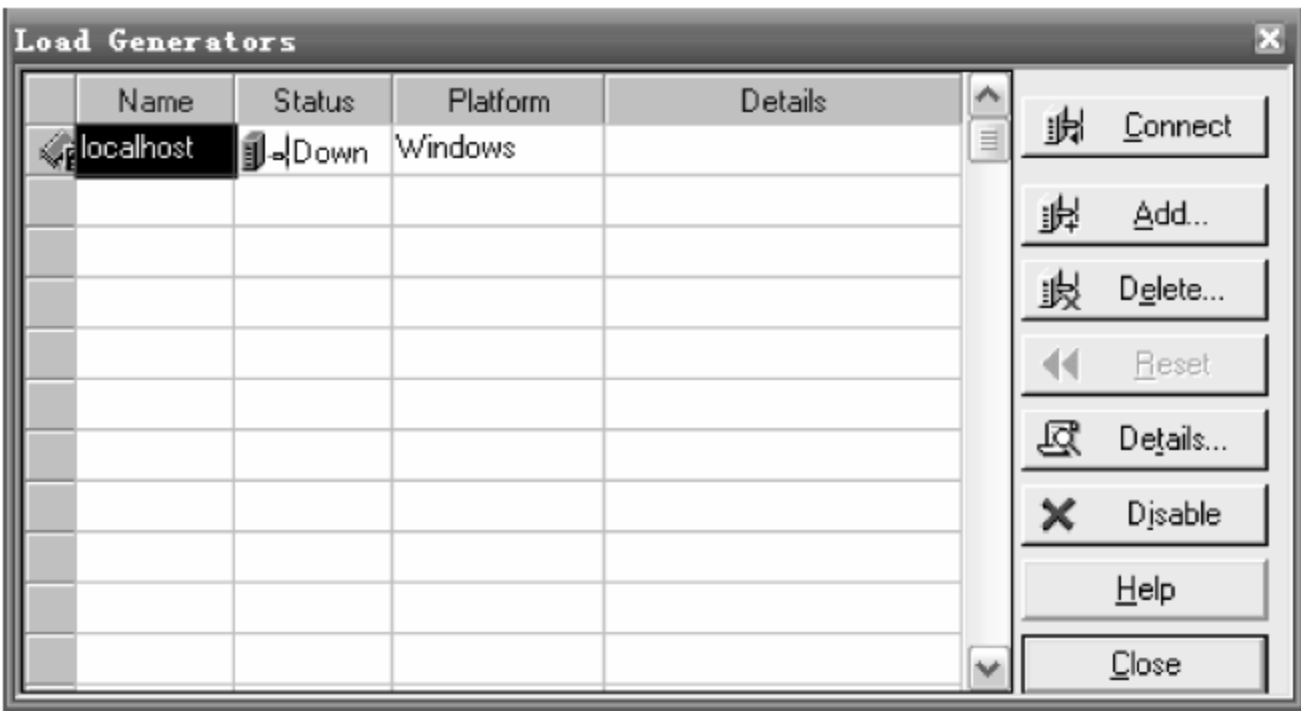 Load Generators
Name Status Platform Details
localhost Down Windows
Connect
Add...
Delete...
Reset
Details...
Disable
Help
Close